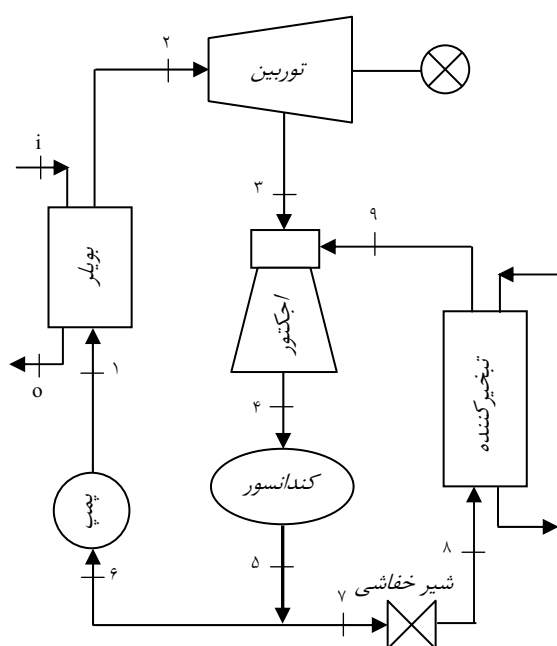 ۲
توربین
i
۳
۹
بویلر
اجکتور
تبخیرکننده
o
۱
۴
کندانسور
پمپ
۵
۸
۶
شیر خفاشی
۷